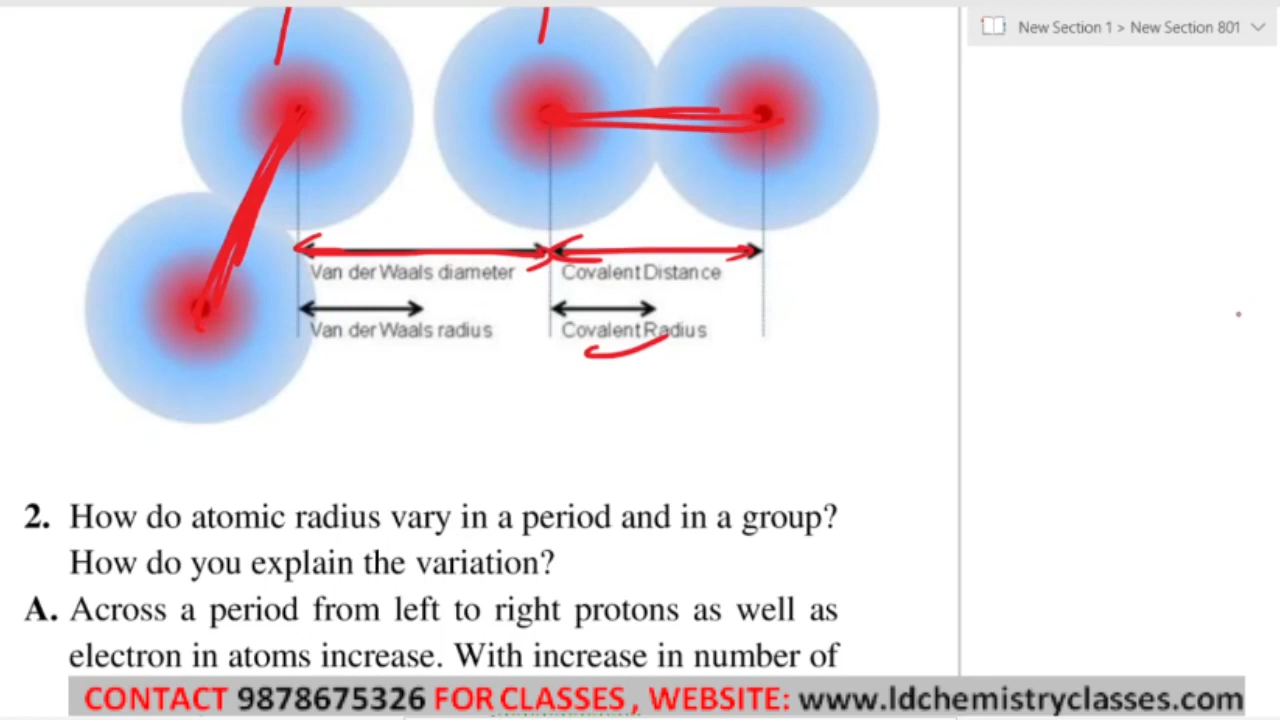 New Section 1 > New Section 801
Van der Waals diameter
Covalent Distance
Van der Waals radius
Covalent Radius
2. How do atomic radius vary in a period and in a group?
How do you explain the variation?
A. Across a period from left to right protons as well as
electron in atoms increase. With increase in number of
CONTACT 9878675326 FOR CLASSES , WEBSITE: www.ldchemistryclasses.com